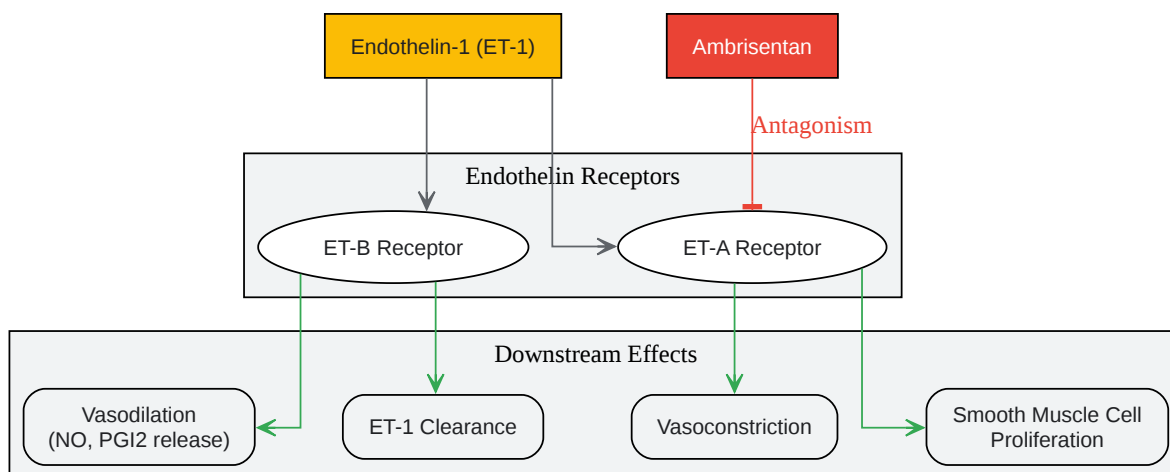 Endothelin-1 (ET-1)
Ambrisentan
Antagonism
Endothelin Receptors
ET-B Receptor
ET-A Receptor
Downstream Effects
Vasodilation
(NO, PGI2 release)
ET-1 Clearance
Vasoconstriction
Smooth Muscle Cell
Proliferation